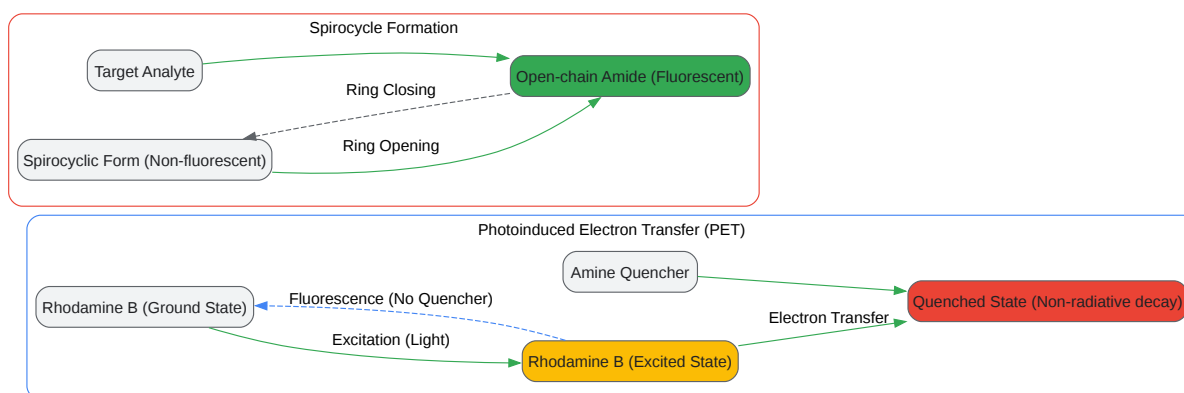 Spirocycle Formation
Target Analyte
Open-chain Amide (Fluorescent)
Ring Closing
Ring Opening
Spirocyclic Form (Non-fluorescent)
Photoinduced Electron Transfer (PET)
Amine Quencher
Rhodamine B (Ground State)
Fluorescence (No Quencher)
Quenched State (Non-radiative decay)
Electron Transfer
Excitation (Light)
Rhodamine B (Excited State)